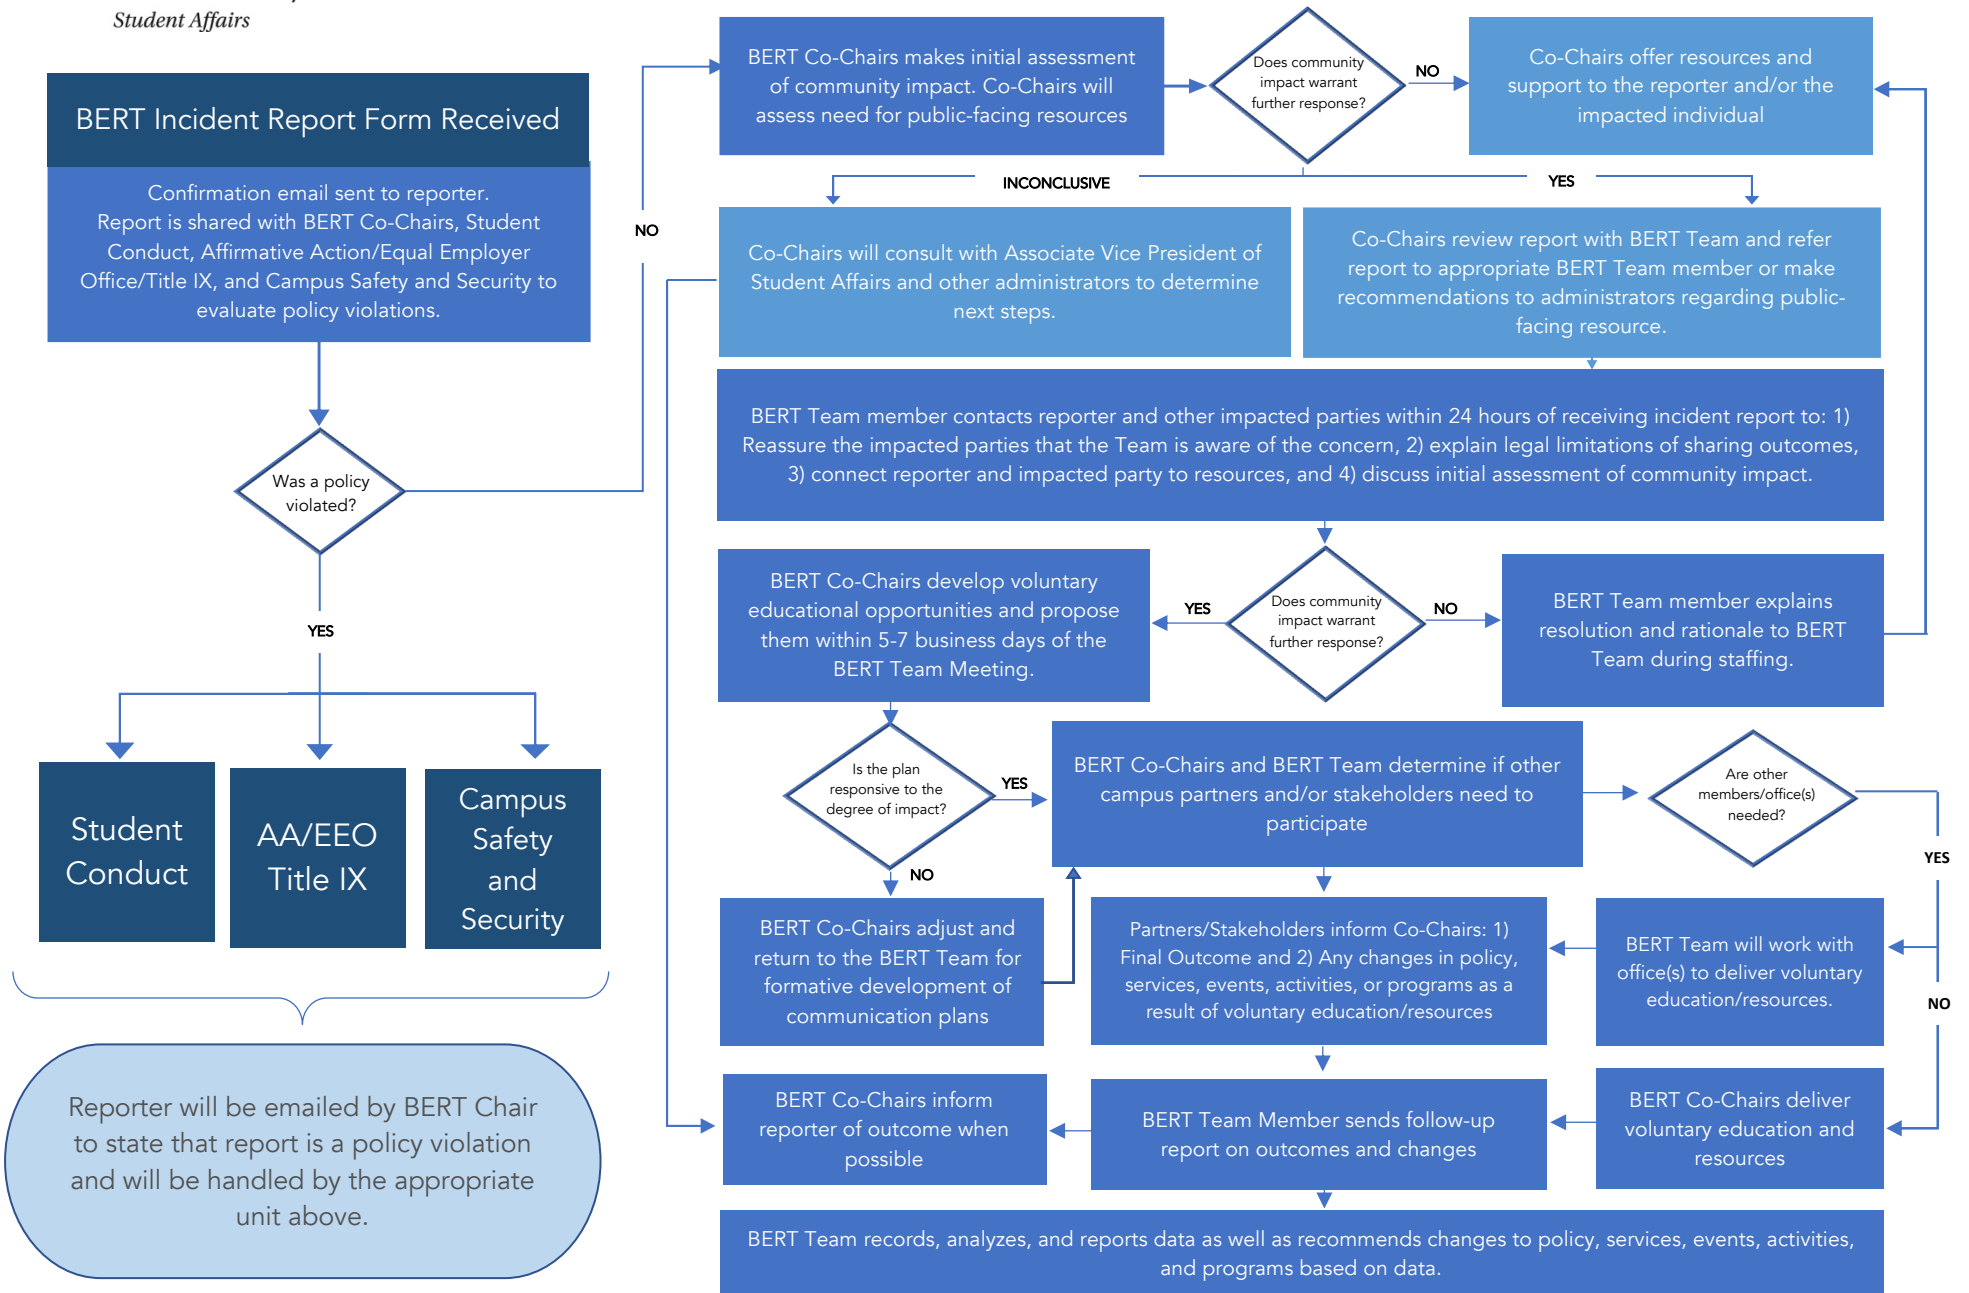 Student Affairs
BERT Incident Report Form Received
Confirmation email sent to reporter.
Report is shared with BERT Co-Chairs, Student
Conduct, Affirmative Action/Equal Employer
Office/Title IX, and Campus Safety and Security to
evaluate policy violations.
Was a policy
violated?
NO
YES
Student
Conduct
AA/EEO
Title IX
Campus
Safety
and
Security
Reporter will be emailed by BERT Chair
to state that report is a policy violation
and will be handled by the appropriate
unit above.
BERT Co-Chairs makes initial assessment
of community impact. Co-Chairs will
assess need for public-facing resources
Does community
impact warrant
further response?
NO
Co-Chairs offer resources and
support to the reporter and/or the
impacted individual
INCONCLUSIVE
YES
Co-Chairs will consult with Associate Vice President of
Student Affairs and other administrators to determine
next steps.
Co-Chairs review report with BERT Team and refer
report to appropriate BERT Team member or make
recommendations to administrators regarding public-
facing resource.
BERT Team member contacts reporter and other impacted parties within 24 hours of receiving incident report to: 1)
Reassure the impacted parties that the Team is aware of the concern, 2) explain legal limitations of sharing outcomes,
3) connect reporter and impacted party to resources, and 4) discuss initial assessment of community impact.
BERT Co-Chairs develop voluntary
educational opportunities and propose
them within 5-7 business days of the
BERT Team Meeting.
YES
Does community
impact warrant
further response?
NO
BERT Team member explains
resolution and rationale to BERT
Team during staffing.
Is the plan
responsive to the
degree of impact?
YES
BERT Co-Chairs and BERT Team determine if other
campus partners and/or stakeholders need to
participate
Are other
members/office(s)
needed?
YES
NO
NO
BERT Co-Chairs adjust and
return to the BERT Team for
formative development of
communication plans
Partners/Stakeholders inform Co-Chairs: 1)
Final Outcome and 2) Any changes in policy,
services, events, activities, or programs as a
result of voluntary education/resources
BERT Team will work with
office(s) to deliver voluntary
education/resources.
BERT Co-Chairs inform
reporter of outcome when
possible
BERT Team Member sends follow-up
report on outcomes and changes
BERT Co-Chairs deliver
voluntary education and
resources
BERT Team records, analyzes, and reports data as well as recommends changes to policy, services, events, activities,
and programs based on data.